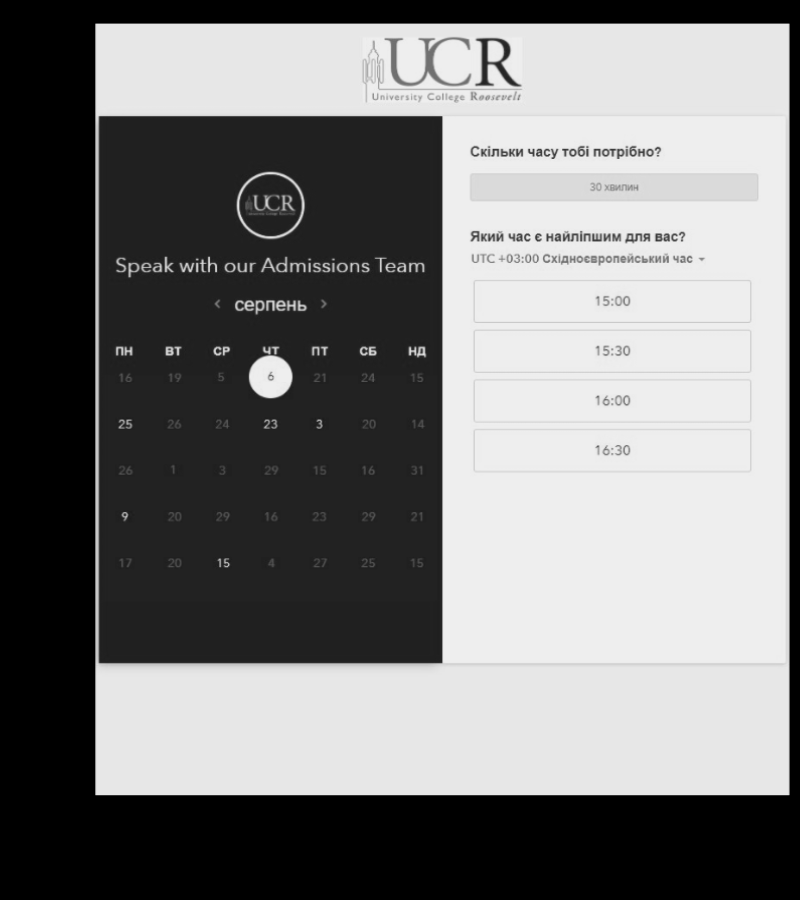 UCR
University College Roosevelt
UCR
Speak with our Admissions Team
серпень
ПН ВТ СР ЧТ ПТ СБ НД
16 19 5 6 21 24 15
25 26 24 23 3 20 14
26 1 3 29 15 16 31
9 20 29 16 23 29 21
17 20 15 4 27 25 15
Скільки часу тобі потрібно?
30 хвилин
Який час є найліпшим для вас?
UTC +03:00 Східноєвропейський час
15:00
15:30
16:00
16:30